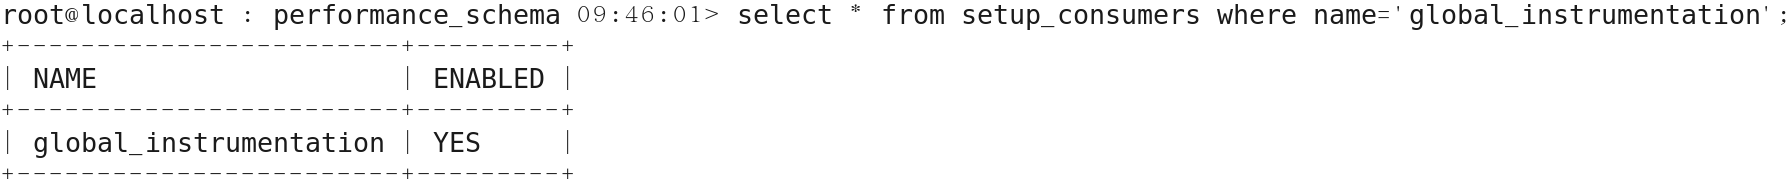 root@localhost : performance_schema 09:46:01> select * from setup_consumers where name='global_instrumentation';
+------------------------+---------+
| NAME                   | ENABLED |
+------------------------+---------+
| global_instrumentation | YES     |
+------------------------+---------+